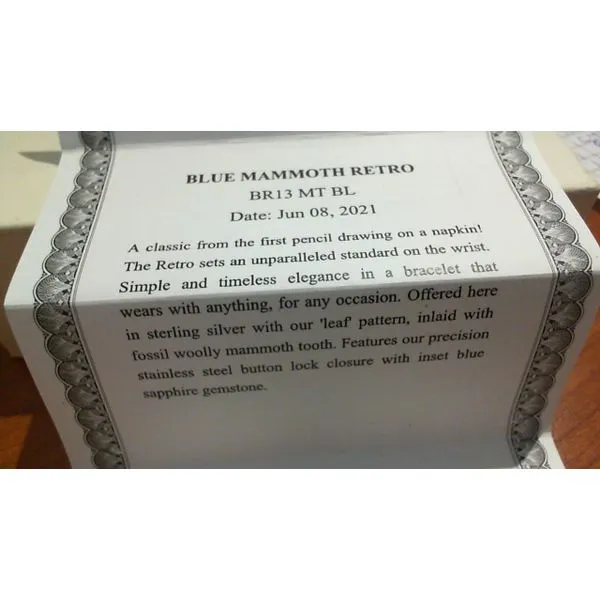 BLUE MAMMOTH RETRO
BR13 MT BL
Date: Jun 08, 2021
A classic from the first pencil drawing on a napkin!
The Retro sets an unparalleled standard on the wrist.
Simple and timeless elegance in a bracelet that
wears with anything, for any occasion. Offered here
in sterling silver with our 'leaf' pattern, inlaid with
fossil woolly mammoth tooth. Features our precision
stainless steel button lock closure with inset blue
sapphire gemstone.